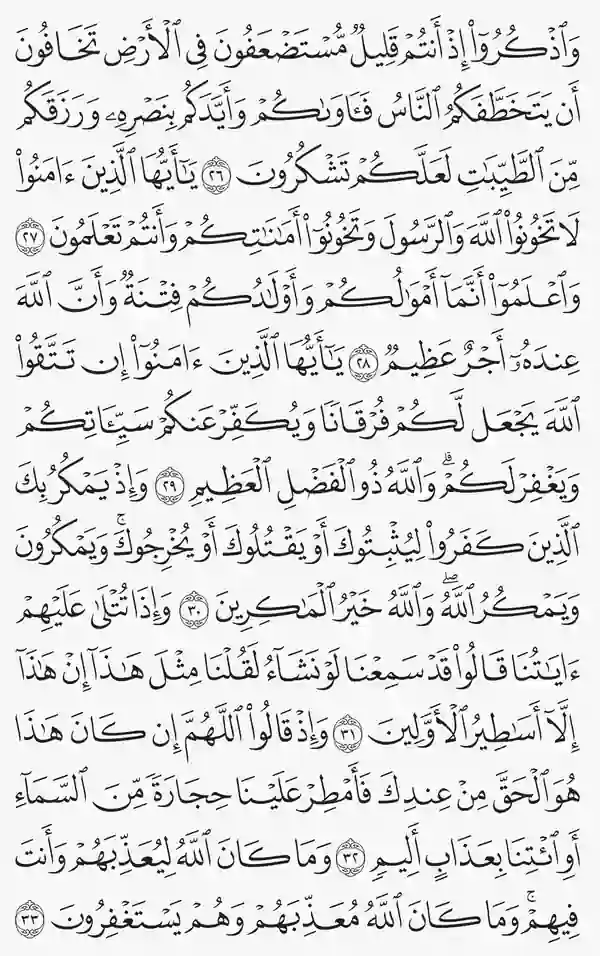 وَٱذۡكُرُوٓاْ إِذۡ أَنتُمۡ قَلِيلٞ مُّسۡتَضۡعَفُونَ فِي ٱلۡأَرۡضِ تَخَافُونَ
أَن يَتَخَطَّفَكُمُ ٱلنَّاسُ فَـَٔاوَىٰكُمۡ وَأَيَّدَكُم بِنَصۡرِهِۦ وَرَزَقَكُم
مِّنَ ٱلطَّيِّبَٰتِ لَعَلَّكُمۡ تَشۡكُرُونَ ٢٦ يَٰٓأَيُّهَا ٱلَّذِينَ ءَامَنُواْ
لَا تَخُونُواْ ٱللَّهَ وَٱلرَّسُولَ وَتَخُونُوٓاْ أَمَٰنَٰتِكُمۡ وَأَنتُمۡ تَعۡلَمُونَ ٢٧
وَٱعۡلَمُوٓاْ أَنَّمَآ أَمۡوَٰلُكُمۡ وَأَوۡلَٰدُكُمۡ فِتۡنَةٞ وَأَنَّ ٱللَّهَ
عِندَهُۥٓ أَجۡرٌ عَظِيمٞ ٢٨ يَٰٓأَيُّهَا ٱلَّذِينَ ءَامَنُوٓاْ إِن تَتَّقُواْ
ٱللَّهَ يَجۡعَل لَّكُمۡ فُرۡقَانٗا وَيُكَفِّرۡ عَنكُمۡ سَيِّـَٔاتِكُمۡ
وَيَغۡفِرۡ لَكُمۡۗ وَٱللَّهُ ذُو ٱلۡفَضۡلِ ٱلۡعَظِيمِ ٢٩ وَإِذۡ يَمۡكُرُ بِكَ
ٱلَّذِينَ كَفَرُواْ لِيُثۡبِتُوكَ أَوۡ يَقۡتُلُوكَ أَوۡ يُخۡرِجُوكَۚ وَيَمۡكُرُونَ
وَيَمۡكُرُ ٱللَّهُۖ وَٱللَّهُ خَيۡرُ ٱلۡمَٰكِرِينَ ٣٠ وَإِذَا تُتۡلَىٰ عَلَيۡهِمۡ
ءَايَٰتُنَا قَالُواْ قَدۡ سَمِعۡنَا لَوۡ نَشَآءُ لَقُلۡنَا مِثۡلَ هَٰذَآ إِنۡ هَٰذَآ
إِلَّآ أَسَٰطِيرُ ٱلۡأَوَّلِينَ ٣١ وَإِذۡ قَالُواْ ٱللَّهُمَّ إِن كَانَ هَٰذَا
هُوَ ٱلۡحَقَّ مِنۡ عِندِكَ فَأَمۡطِرۡ عَلَيۡنَا حِجَارَةٗ مِّنَ ٱلسَّمَآءِ
أَوِ ٱئۡتِنَا بِعَذَابٍ أَلِيمٖ ٣٢ وَمَا كَانَ ٱللَّهُ لِيُعَذِّبَهُمۡ وَأَنتَ
فِيهِمۡۚ وَمَا كَانَ ٱللَّهُ مُعَذِّبَهُمۡ وَهُمۡ يَسۡتَغۡفِرُونَ ٣٣